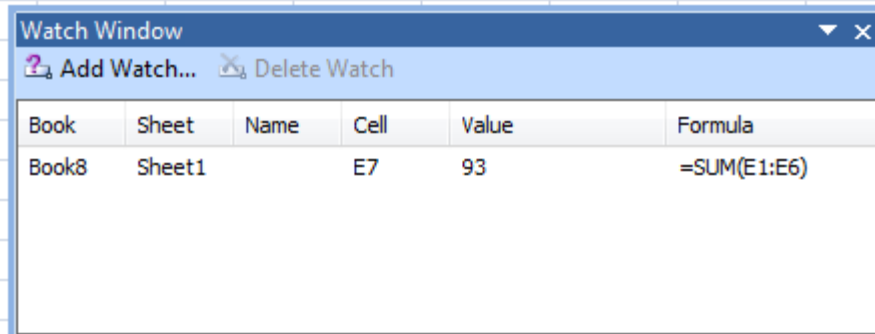 Watch Window
Add Watch... Delete Watch
Book Sheet Name Cell Value Formula
Book8 Sheet1 E7 93 =SUM(E1:E6)